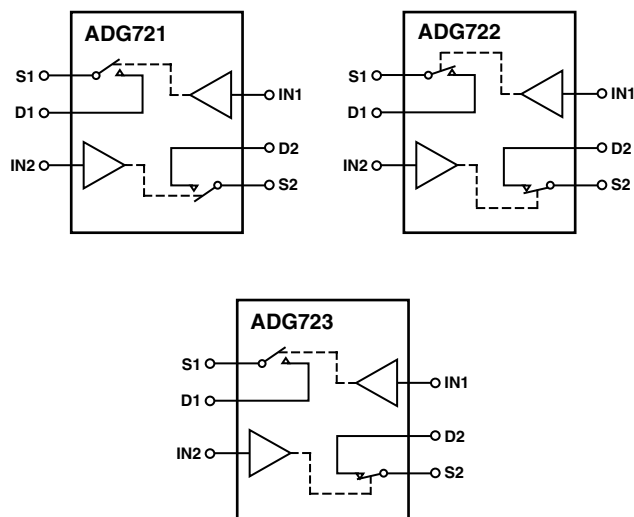 ADG721
S1
IN1
D1
IN2
D2
S2
ADG722
S1
IN1
D1
IN2
D2
S2
ADG723
S1
IN1
D1
IN2
D2
S2